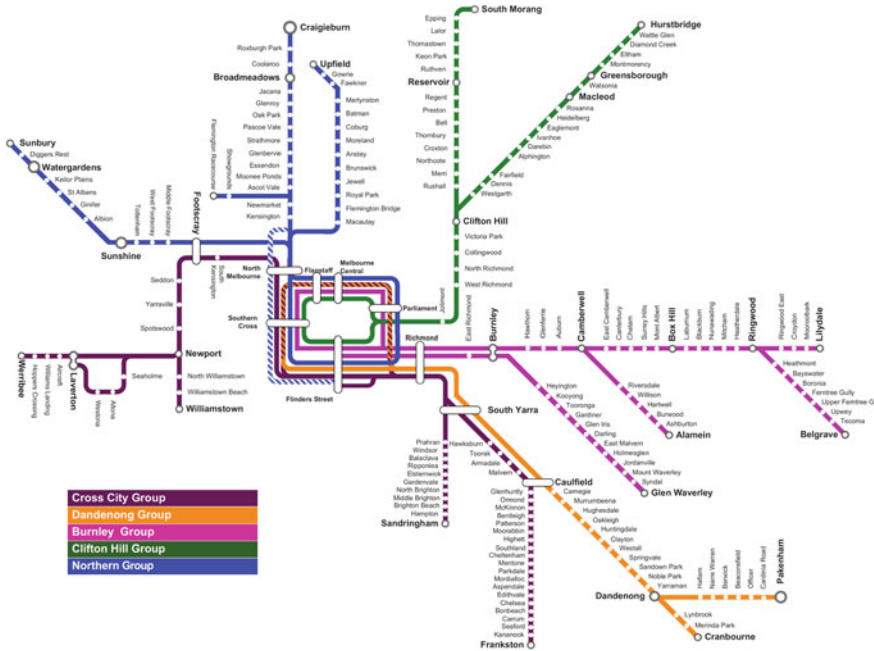 South Morang
Epping
Lalor
Thomastown
Keon Park
Ruthven
Reservoir
Regent
Preston
Bell
Thornbury
Croxton
Northcote
Merri
Rushall
Clifton Hill
Victoria Park
Collingwood
North Richmond
West Richmond
Jolimont
Hurstbridge
Wattle Glen
Diamond Creek
Eltham
Montmorency
Greensborough
Watsonia
Macleod
Rosanna
Heidelberg
Eaglemont
Ivanhoe
Darebin
Alphington
Fairfield
Dennis
Westgarth
Craigieburn
Roxburgh Park
Coolaroo
Broadmeadows
Jacana
Glenroy
Oak Park
Pascoe Vale
Strathmore
Glenbervie
Essendon
Moonee Ponds
Ascot Vale
Newmarket
Kensington
Flemington Racecourse
Showgrounds
Upfield
Gowrie
Fawkner
Merlynston
Batman
Coburg
Moreland
Anstey
Brunswick
Jewell
Royal Park
Flemington Bridge
Macaulay
Sunbury
Diggers Rest
Watergardens
Keilor Plains
St Albans
Ginifer
Albion
Sunshine
Tottenham
West Footscray
Middle Footscray
Footscray
South
Kensington
Seddon
Yarraville
Spotswood
Newport
North Williamstown
Williamstown Beach
Williamstown
Seaholme
Altona
Westona
Laverton
Aircraft
Williams Landing
Hoppers Crossing
Werribee
North
Melbourne
Flagstaff
Melbourne
Central
Parliament
Southern
Cross
Flinders Street
Richmond
East Richmond
Burnley
Hawthorn
Glenferrie
Auburn
Camberwell
East Camberwell
Canterbury
Chatham
Surrey Hills
Mont Albert
Box Hill
Laburnum
Blackburn
Nunawading
Mitcham
Heatherdale
Ringwood
Ringwood East
Croydon
Mooroolbark
Lilydale
Heathmont
Bayswater
Boronia
Ferntree Gully
Upper Ferntree G
Upwey
Tecoma
Belgrave
Riversdale
Willison
Hartwell
Burwood
Ashburton
Alamein
Heyington
Kooyong
Tooronga
Gardiner
Glen Iris
Darling
East Malvern
Holmesglen
Jordanville
Mount Waverley
Syndal
Glen Waverley
South Yarra
Prahran
Windsor
Balaclava
Ripponlea
Elsternwick
Gardenvale
North Brighton
Middle Brighton
Brighton Beach
Hampton
Sandringham
Hawksburn
Toorak
Armadale
Malvern
Caulfield
Glenhuntly
Ormond
McKinnon
Bentleigh
Patterson
Moorabbin
Highett
Southland
Cheltenham
Mentone
Parkdale
Mordialloc
Aspendale
Edithvale
Chelsea
Bonbeach
Carrum
Seaford
Kananook
Frankston
Carnegie
Murrumbeena
Hughesdale
Oakleigh
Huntingdale
Clayton
Westall
Springvale
Sandown Park
Noble Park
Yarraman
Dandenong
Hallam
Narre Warren
Berwick
Beaconsfield
Officer
Cardinia Road
Pakenham
Lynbrook
Merinda Park
Cranbourne
Cross City Group
Dandenong Group
Burnley Group
Clifton Hill Group
Northern Group